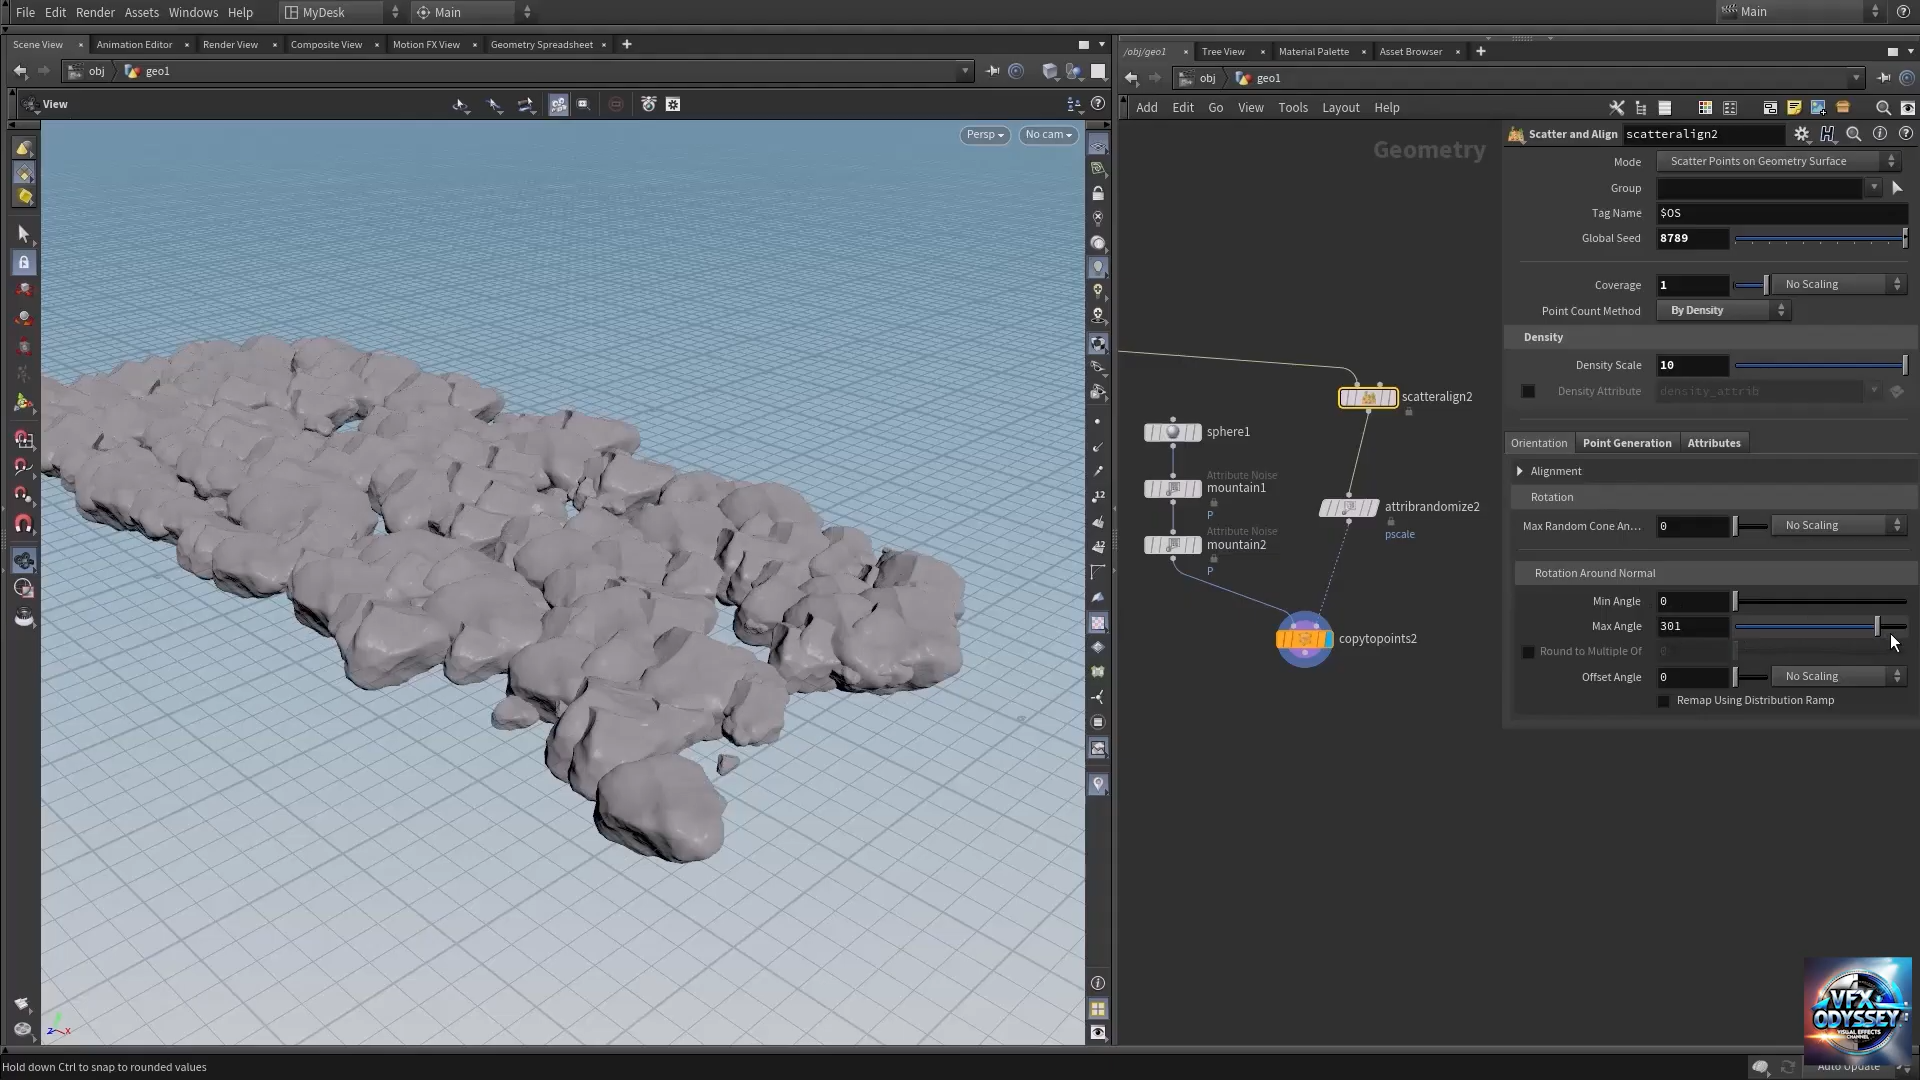 File Edit Render Assets Windows Help MyDesk Main Main
Scene View Animation Editor Render View Composite View Motion FX View Geometry Spreadsheet
obj geo1
View
Persp No cam
/obj/geo1 Tree View Material Palette Asset Browser
obj geo1
Add Edit Go View Tools Layout Help
Geometry
Scatter and Align scatteralign2
Mode Scatter Points on Geometry Surface
Group
Tag Name $OS
Global Seed 8789
Coverage 1 No Scaling
Point Count Method By Density
Density
Density Scale 10
Density Attribute density_attrib
Orientation Point Generation Attributes
Alignment
Rotation
Max Random Cone An... 0 No Scaling
Rotation Around Normal
Min Angle 0
Max Angle 301
Round to Multiple Of 0
Offset Angle 0 No Scaling
Remap Using Distribution Ramp
scatteralign2
sphere1
Attribute Noise
mountain1
P
attribrandomize2
pscale
Attribute Noise
mountain2
P
copytopoints2
12
12
z x
VFX
ODYSSEY
VISUAL EFFECTS
CHANNEL
Hold down Ctrl to snap to rounded values
Auto Update